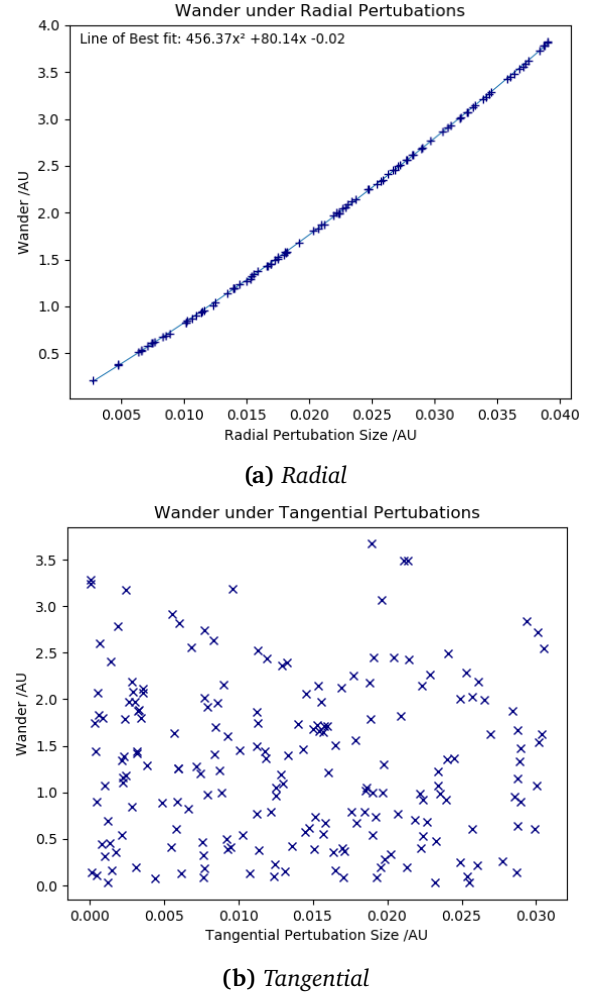 Wander under Radial Pertubations
Line of Best fit: 456.37x² +80.14x -0.02
4.0
3.5
3.0
2.5
2.0
1.5
1.0
0.5
Wander /AU
0.005 0.010 0.015 0.020 0.025 0.030 0.035 0.040
Radial Pertubation Size /AU
(a) Radial
Wander under Tangential Pertubations
3.5
3.0
2.5
2.0
1.5
1.0
0.5
0.0
Wander /AU
0.000 0.005 0.010 0.015 0.020 0.025 0.030
Tangential Pertubation Size /AU
(b) Tangential